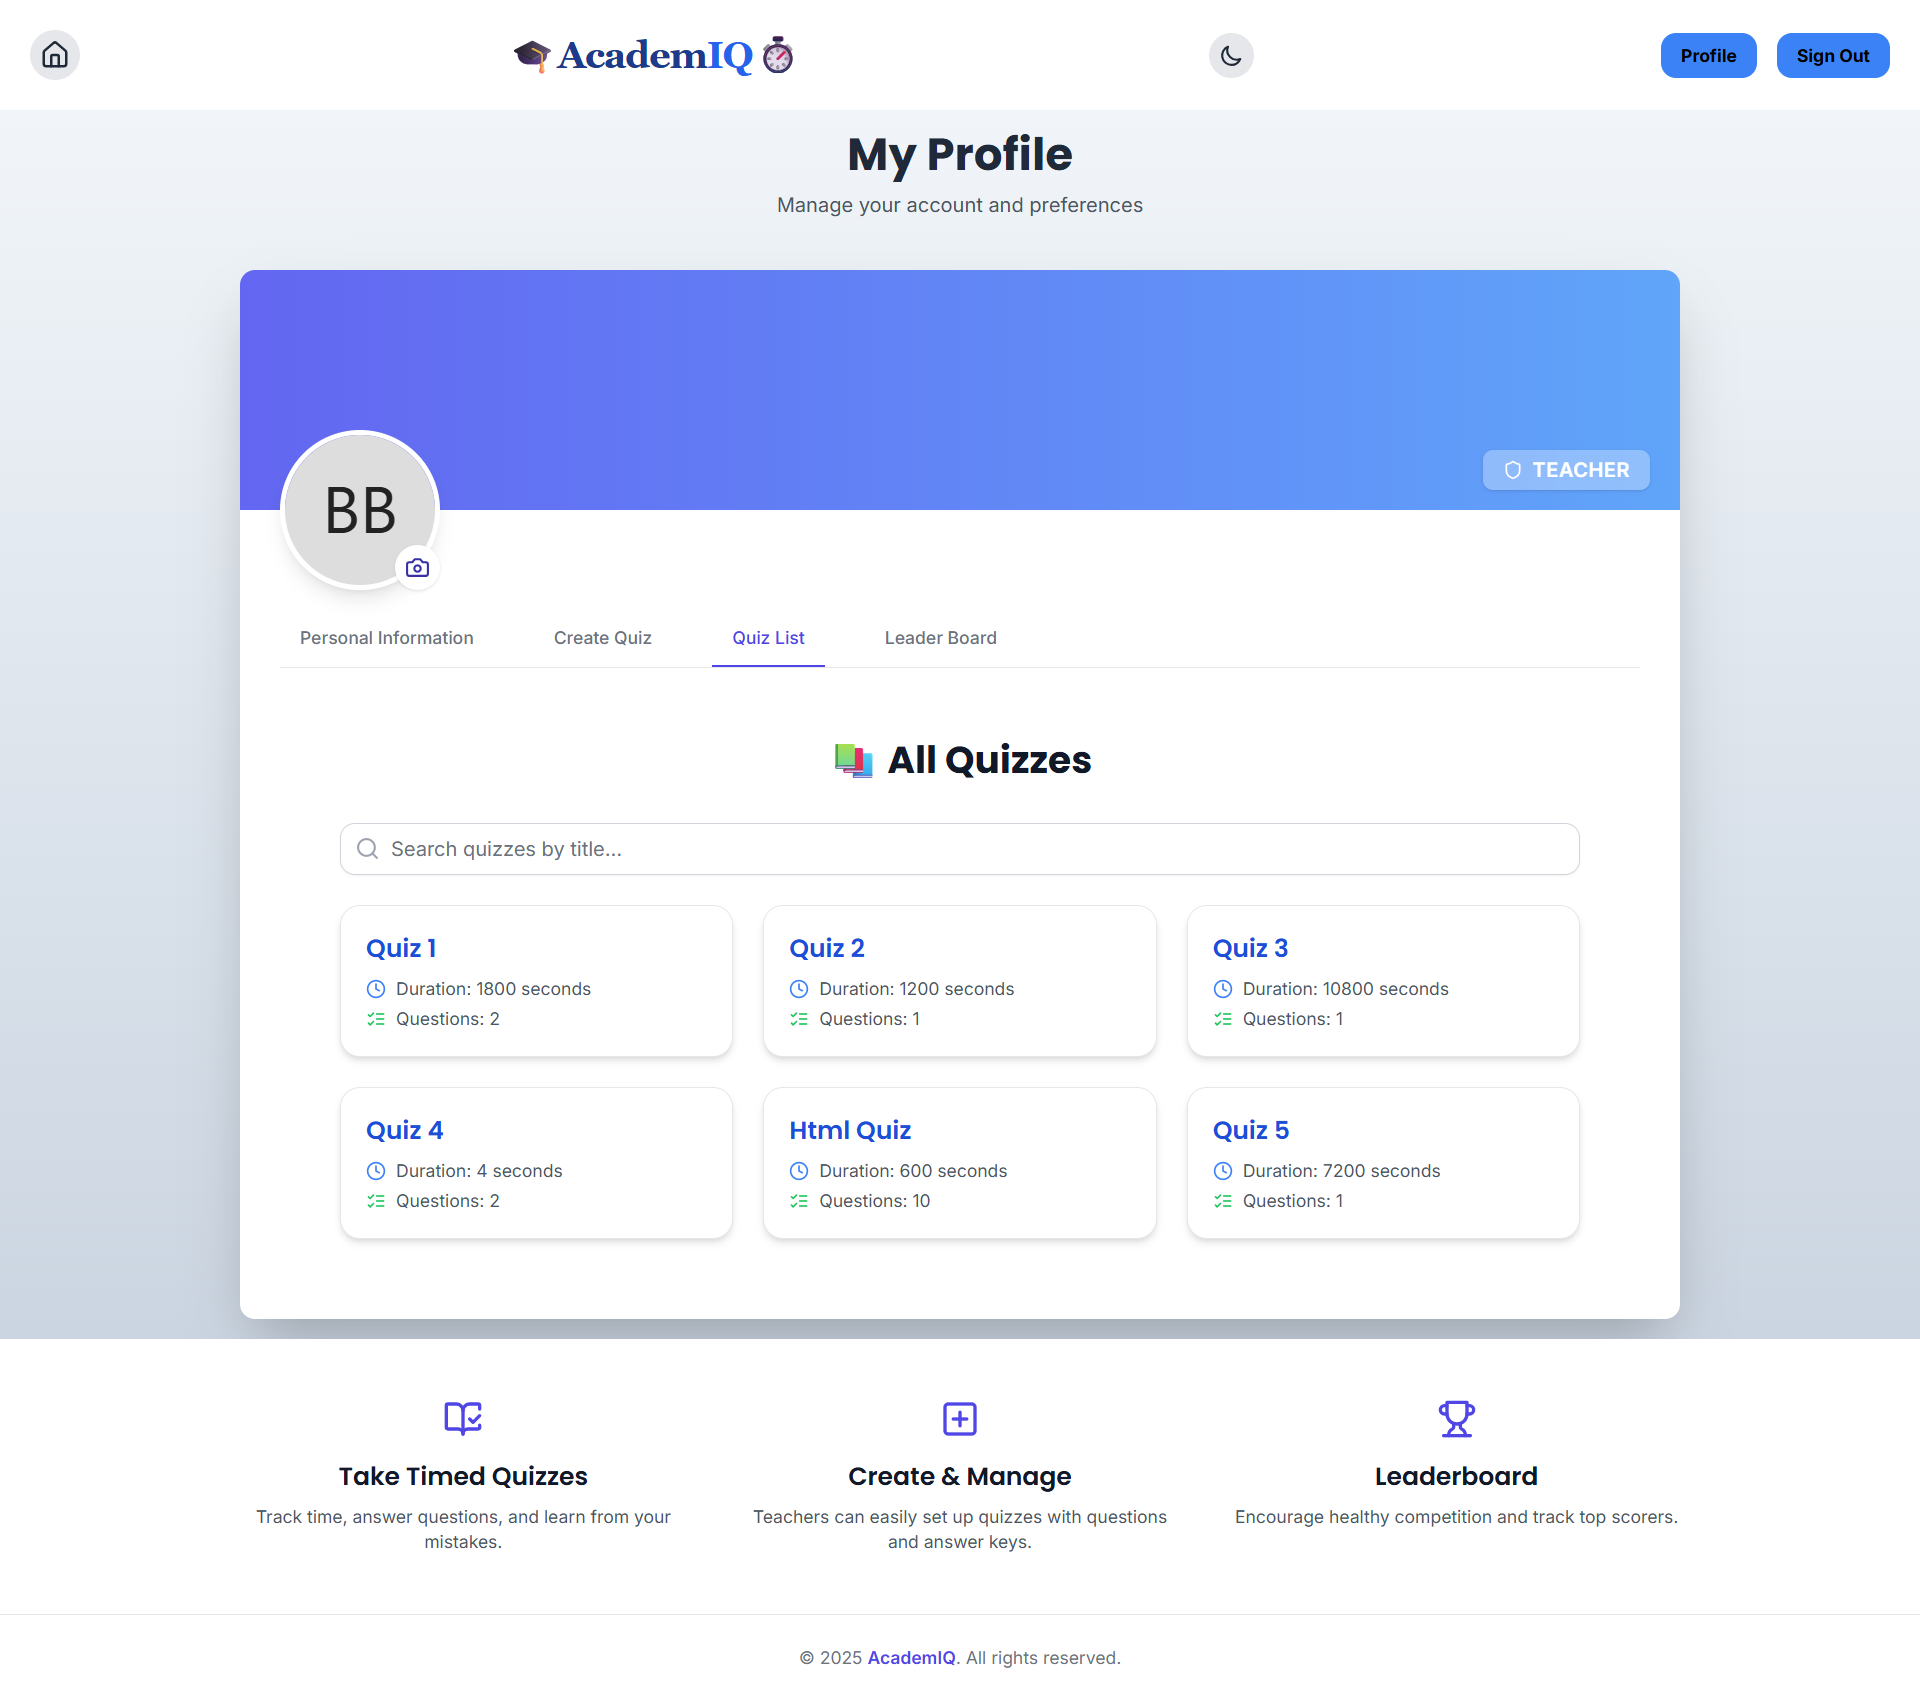 AcademIQ
Profile
Sign Out
My Profile
Manage your account and preferences
TEACHER
BB
Personal Information
Create Quiz
Quiz List
Leader Board
All Quizzes
Search quizzes by title...
Quiz 1
Duration: 1800 seconds
Questions: 2
Quiz 2
Duration: 1200 seconds
Questions: 1
Quiz 3
Duration: 10800 seconds
Questions: 1
Quiz 4
Duration: 4 seconds
Questions: 2
Html Quiz
Duration: 600 seconds
Questions: 10
Quiz 5
Duration: 7200 seconds
Questions: 1
Take Timed Quizzes
Track time, answer questions, and learn from your
mistakes.
Create & Manage
Teachers can easily set up quizzes with questions
and answer keys.
Leaderboard
Encourage healthy competition and track top scorers.
© 2025 AcademIQ. All rights reserved.